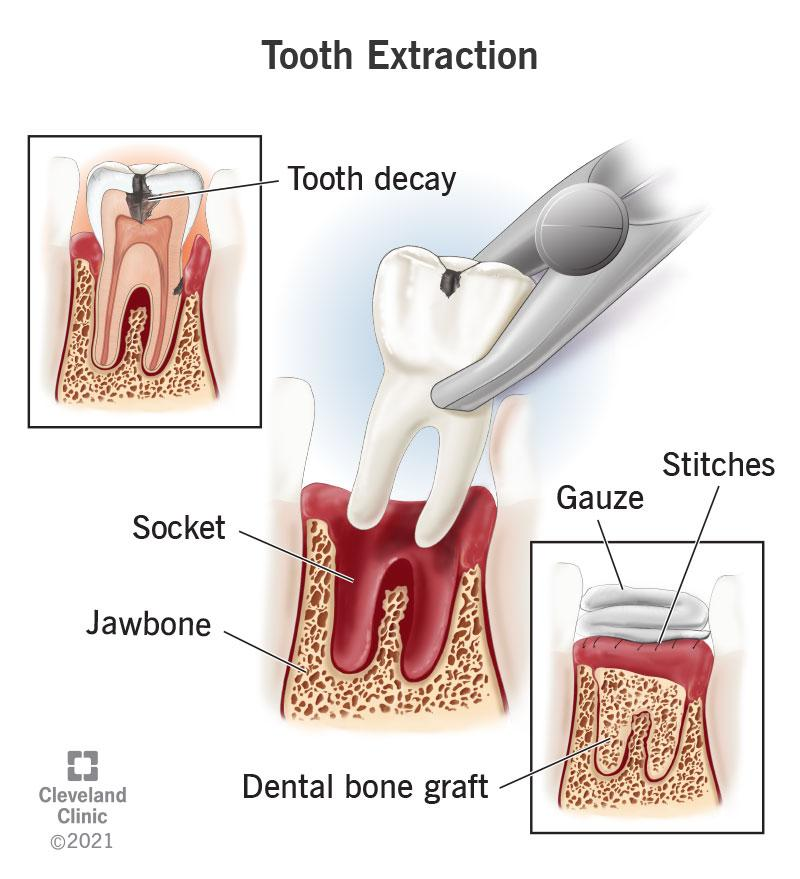 Tooth Extraction
Tooth decay
Stitches
Gauze
Socket
Jawbone
Dental bone graft
Cleveland
Clinic
©2021